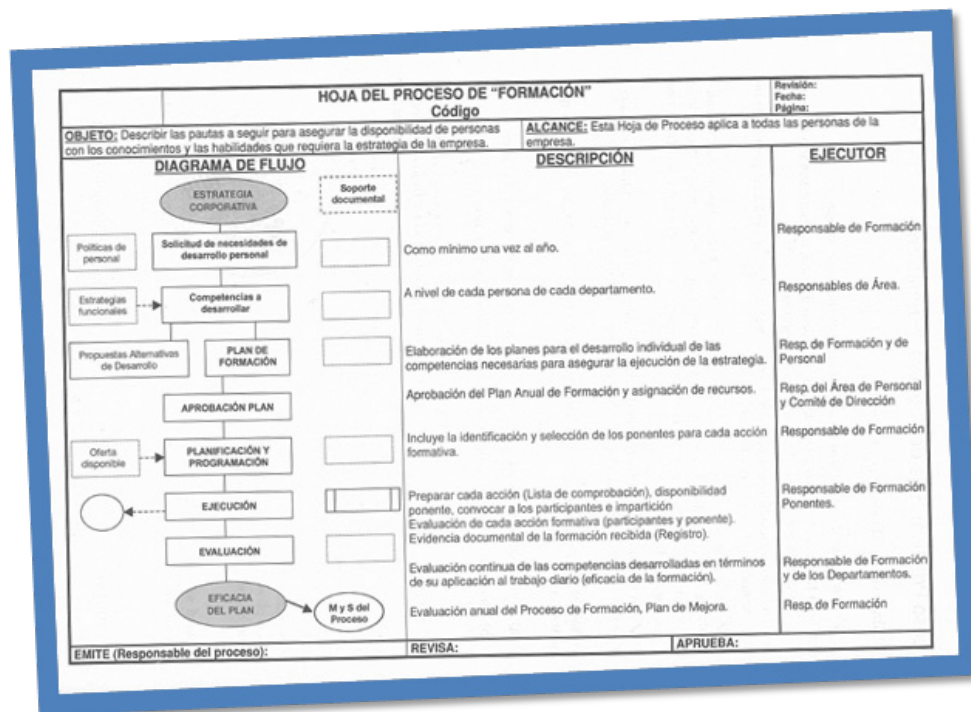 HOJA DEL PROCESO DE “FORMACIÓN”
Código
Revisión:
Fecha:
Página:
OBJETO: Describir las pautas a seguir para asegurar la disponibilidad de personas
con los conocimientos y las habilidades que requiera la estrategia de la empresa.
ALCANCE: Esta Hoja de Proceso aplica a todas las personas de la
empresa.
DIAGRAMA DE FLUJO
DESCRIPCIÓN
EJECUTOR
ESTRATEGIA
CORPORATIVA
Soporte
documental
Políticas de
personal
Solicitud de necesidades de
desarrollo personal
Como mínimo una vez al año.
Responsable de Formación
Estrategias
funcionales
Competencias a
desarrollar
A nivel de cada persona de cada departamento.
Responsables de Área.
Propuestas Alternativas
de Desarrollo
PLAN DE
FORMACIÓN
Elaboración de los planes para el desarrollo individual de las
competencias necesarias para asegurar la ejecución de la estrategia.
Resp. de Formación y de
Personal
APROBACIÓN PLAN
Aprobación del Plan Anual de Formación y asignación de recursos.
Resp. del Área de Personal
y Comité de Dirección
Oferta
disponible
PLANIFICACIÓN Y
PROGRAMACIÓN
Incluye la identificación y selección de los ponentes para cada acción
formativa.
Responsable de Formación
EJECUCIÓN
Preparar cada acción (Lista de comprobación), disponibilidad
ponente, convocar a los participantes e impartición
Evaluación de cada acción formativa (participantes y ponente).
Evidencia documental de la formación recibida (Registro).
Responsable de Formación
Ponentes.
EVALUACIÓN
Evaluación continua de las competencias desarrolladas en términos
de su aplicación al trabajo diario (eficacia de la formación).
Responsable de Formación
y de los Departamentos.
EFICACIA
DEL PLAN
M y S del
Proceso
Evaluación anual del Proceso de Formación, Plan de Mejora.
Resp. de Formación
EMITE (Responsable del proceso):
REVISA:
APRUEBA: